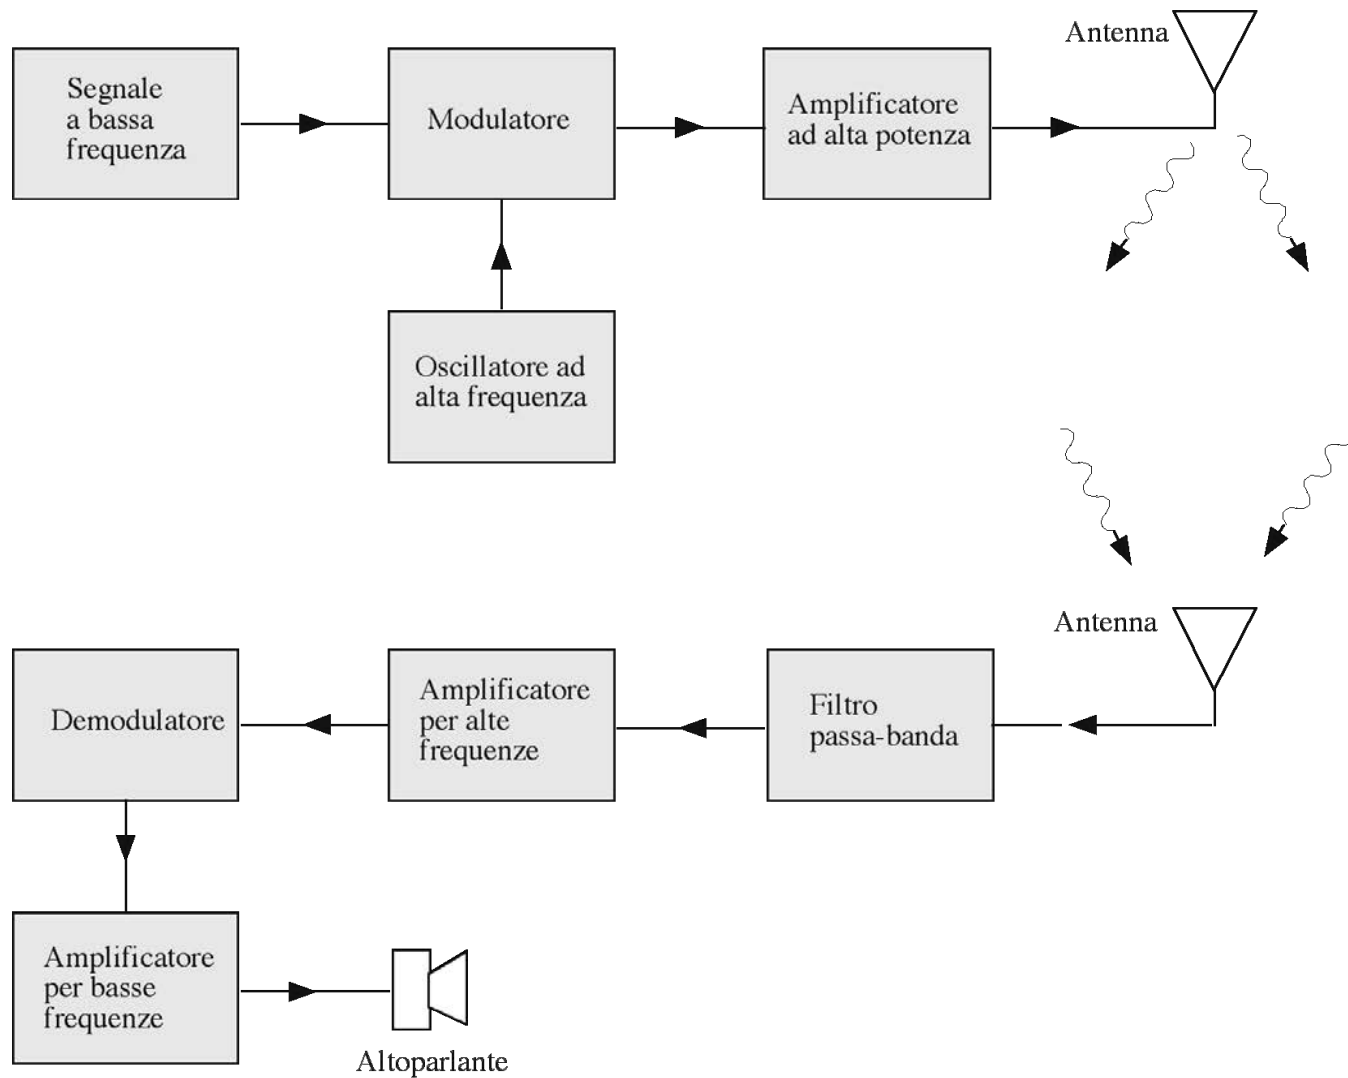 Antenna
Segnale
a bassa
frequenza
Modulatore
Amplificatore
ad alta potenza
Oscillatore ad
alta frequenza
Antenna
Demodulatore
Amplificatore
per alte
frequenze
Filtro
passa-banda
Amplificatore
per basse
frequenze
Altoparlante